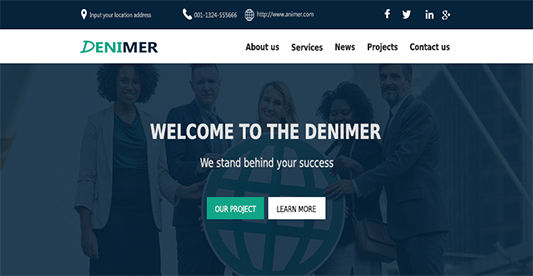 Input your location address 001-1324-555666 http://www.animer.com
DENIMER About us Services News Projects Contact us
WELCOME TO THE DENIMER
We stand behind your success
OUR PROJECT LEARN MORE